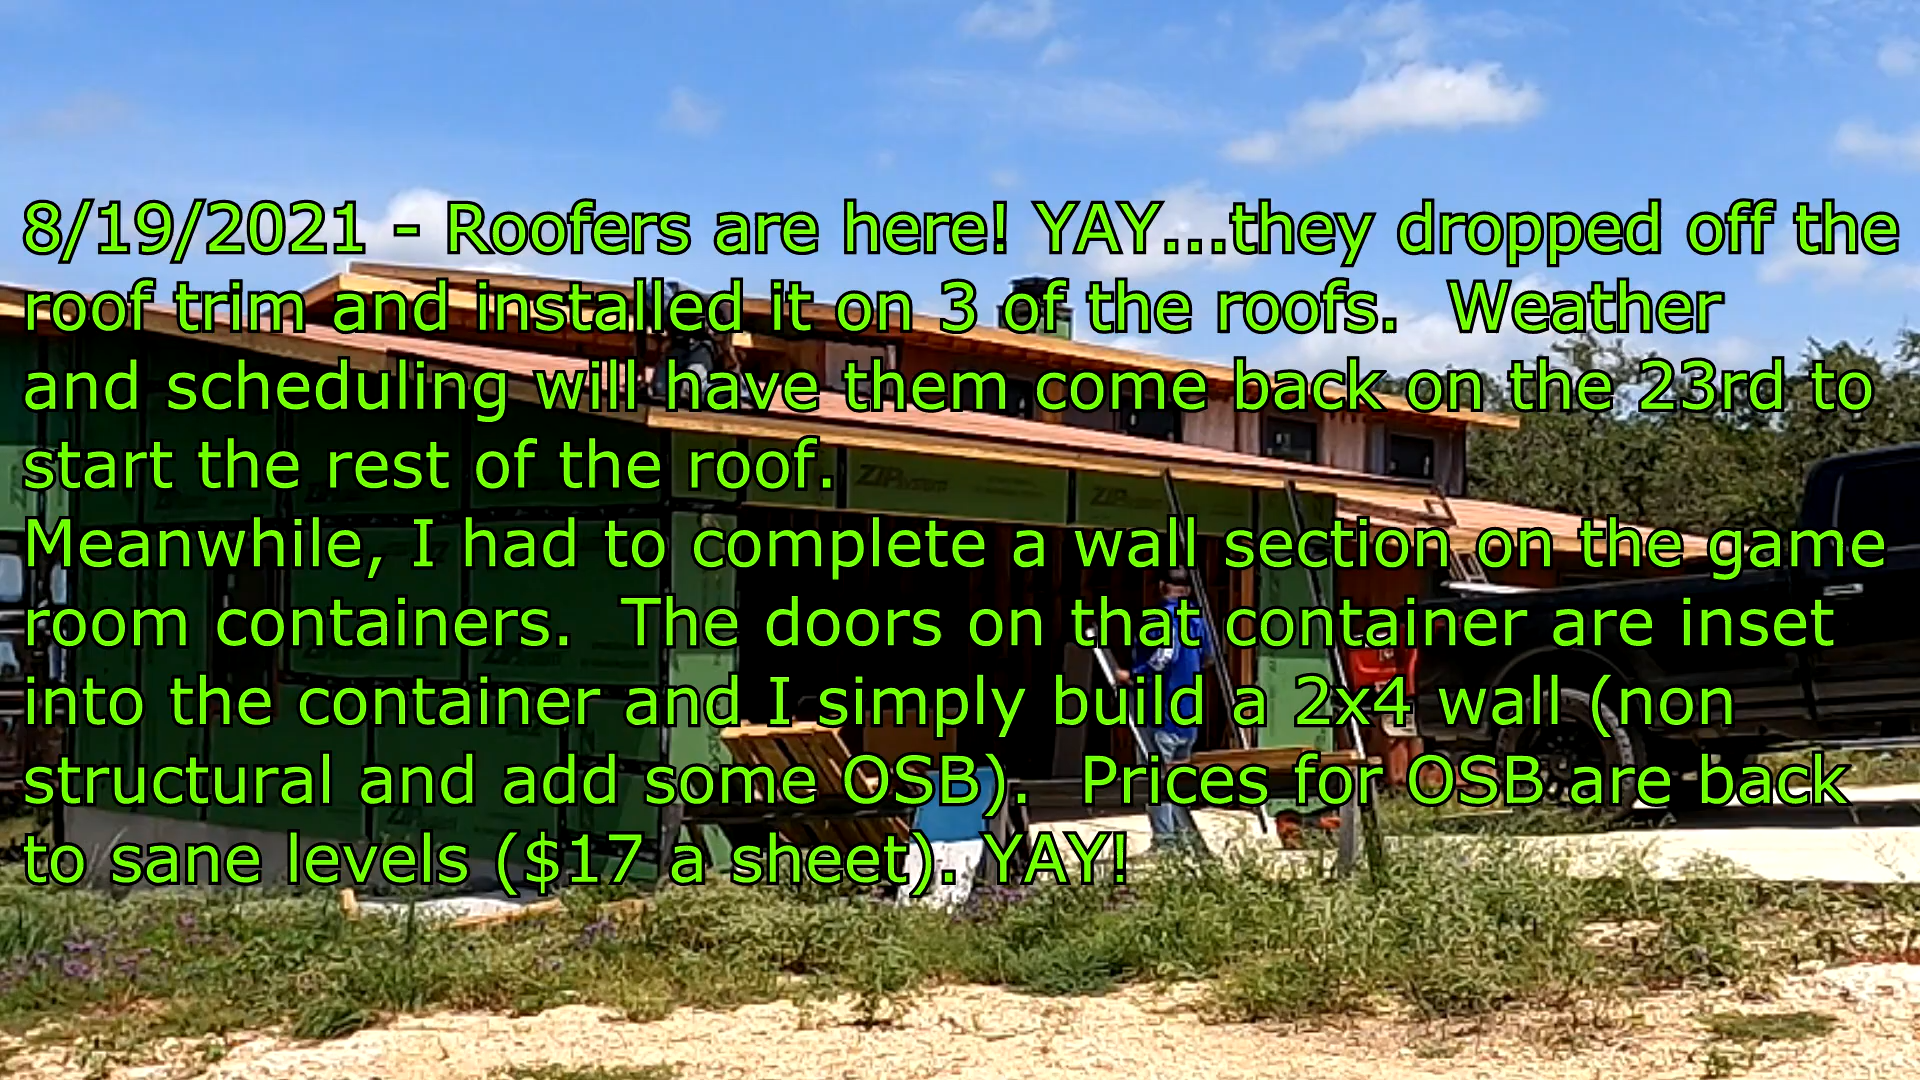 8/19/2021 - Roofers are here! YAY...they dropped off the
roof trim and installed it on 3 of the roofs.  Weather
and scheduling will have them come back on the 23rd to
start the rest of the roof.
ZIP SYSTEM
ZIP
Meanwhile, I had to complete a wall section on the game
room containers.  The doors on that container are inset
into the container and I simply build a 2x4 wall (non
structural and add some OSB).  Prices for OSB are back
to sane levels ($17 a sheet). YAY!